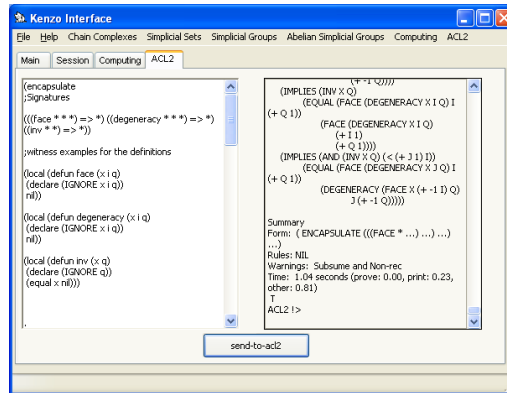 Kenzo Interface
File Help Chain Complexes Simplicial Sets Simplicial Groups Abelian Simplicial Groups Computing ACL2
Main Session Computing ACL2
(encapsulate
;Signatures
(((face * * *) => *) ((degeneracy * * *) => *)
((inv * *) => *))
;witness examples for the definitions
(local (defun face (x i q)
(declare (IGNORE x i q))
nil))
(local (defun degeneracy (x i q)
(declare (IGNORE x i q))
nil))
(local (defun inv (x q)
(declare (IGNORE q))
(equal x nil)))
.
(+ -1 Q))))
(IMPLIES (INV X Q)
(EQUAL (FACE (DEGENERACY X I Q) I
(+ Q 1))
(FACE (DEGENERACY X I Q)
(+ I 1)
(+ Q 1))))
(IMPLIES (AND (INV X Q) (< (+ J 1) I))
(EQUAL (FACE (DEGENERACY X J Q) I
(+ Q 1))
(DEGENERACY (FACE X (+ -1 I) Q)
J (+ -1 Q)))))
Summary
Form: ( ENCAPSULATE (((FACE * ...) ...) ...)
...)
Rules: NIL
Warnings: Subsume and Non-rec
Time: 1.04 seconds (prove: 0.00, print: 0.23,
other: 0.81)
T
ACL2 !>
send-to-acl2